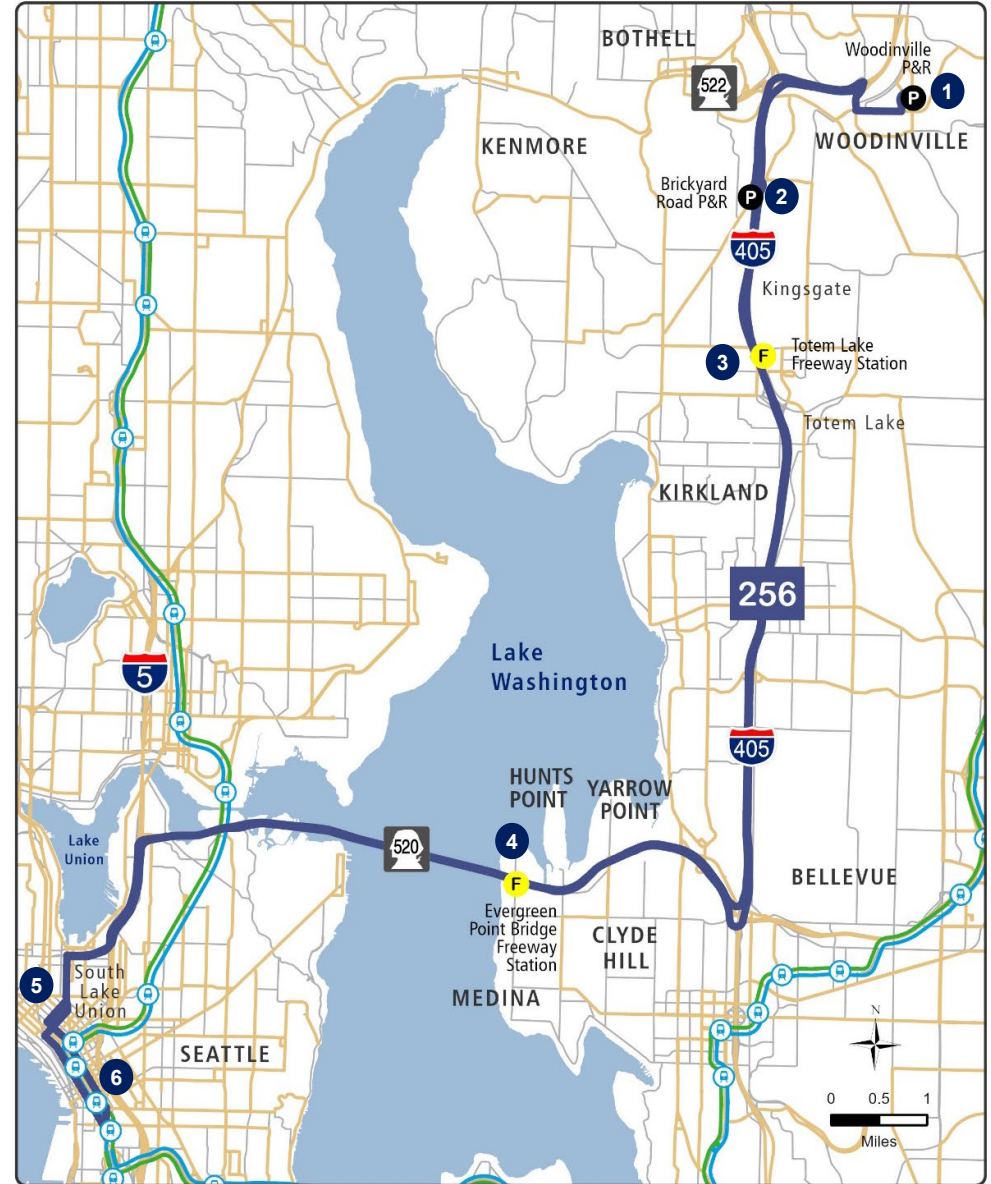 BOTHELL
Woodinville
P&R
522
P
1
KENMORE
WOODINVILLE
Brickyard
Road P&R
P
2
405
Kingsgate
3
F
Totem Lake
Freeway Station
Totem Lake
KIRKLAND
256
Lake
Washington
5
405
HUNTS
POINT
YARROW
POINT
Lake
Union
520
4
F
BELLEVUE
Evergreen
Point Bridge
Freeway
Station
CLYDE
HILL
5
South
Lake
Union
MEDINA
N
SEATTLE
6
0 0.5 1
Miles